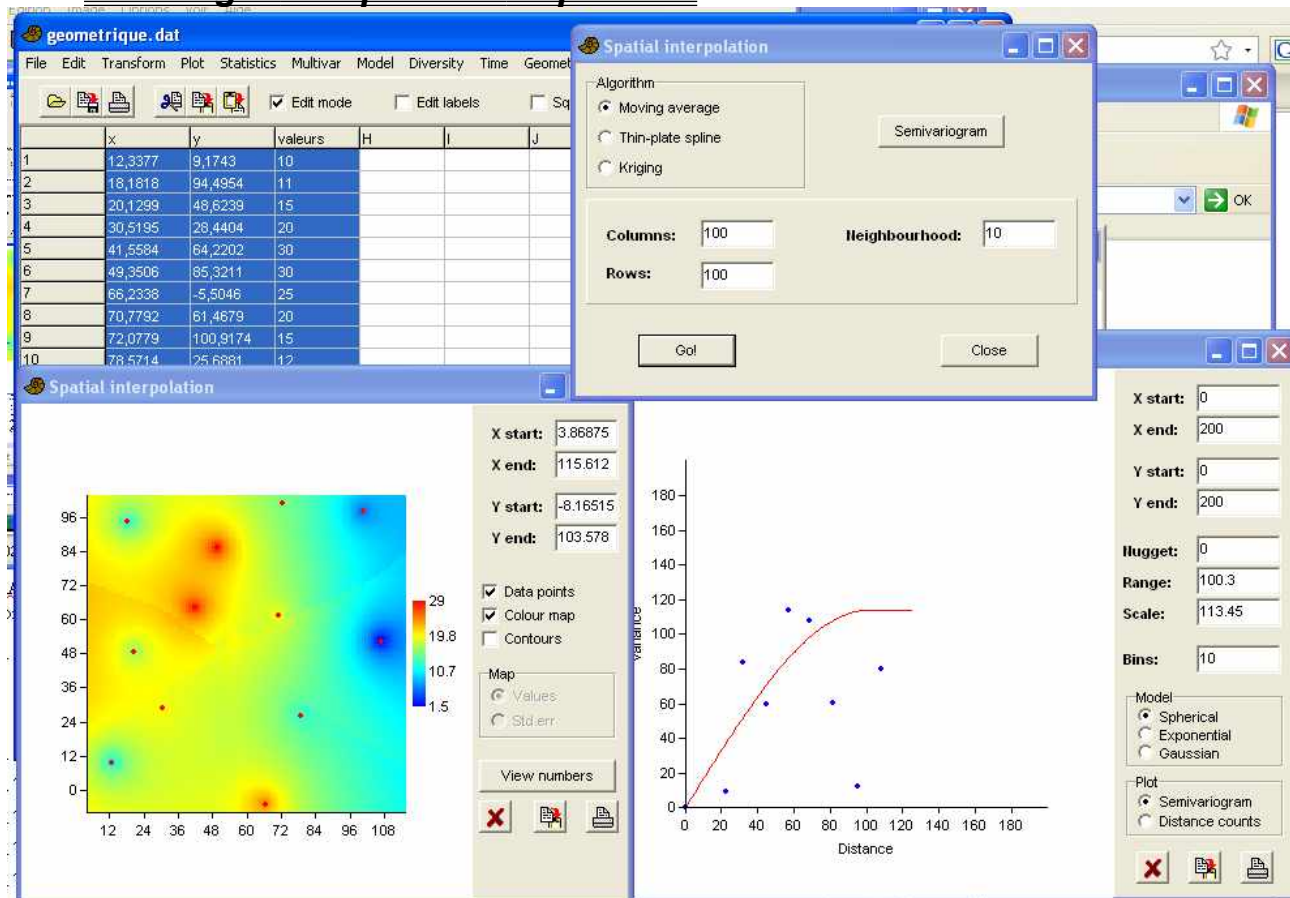 geometrique.dat
File Edit Transform Plot Statistics Multivar Model Diversity Time Geomet
Edit mode Edit labels Sq
x y valeurs H I J
1 12,3377 9,1743 10
2 18,1818 94,4954 11
3 20,1299 48,6239 15
4 30,5195 28,4404 20
5 41,5584 64,2202 30
6 49,3506 85,3211 30
7 66,2338 -5,5046 25
8 70,7792 61,4679 20
9 72,0779 100,9174 15
10 78,5714 25,6881 12
Spatial interpolation
Algorithm
Moving average
Thin-plate spline
Kriging
Semivariogram
Columns: 100
Neighbourhood: 10
Rows: 100
Go!
Close
OK
Spatial interpolation
96
84
72
60
48
36
24
12
0
12 24 36 48 60 72 84 96 108
29
19.8
10.7
1.5
X start: 3.86875
X end: 115.612
Y start: -8.16515
Y end: 103.578
Data points
Colour map
Contours
Map
Values
Std.err
View numbers
180
160
140
120
100
80
60
40
20
0
0 20 40 60 80 100 120 140 160 180
Distance
X start: 0
X end: 200
Y start: 0
Y end: 200
Nugget: 0
Range: 100.3
Scale: 113.45
Bins: 10
Model
Spherical
Exponential
Gaussian
Plot
Semivariogram
Distance counts